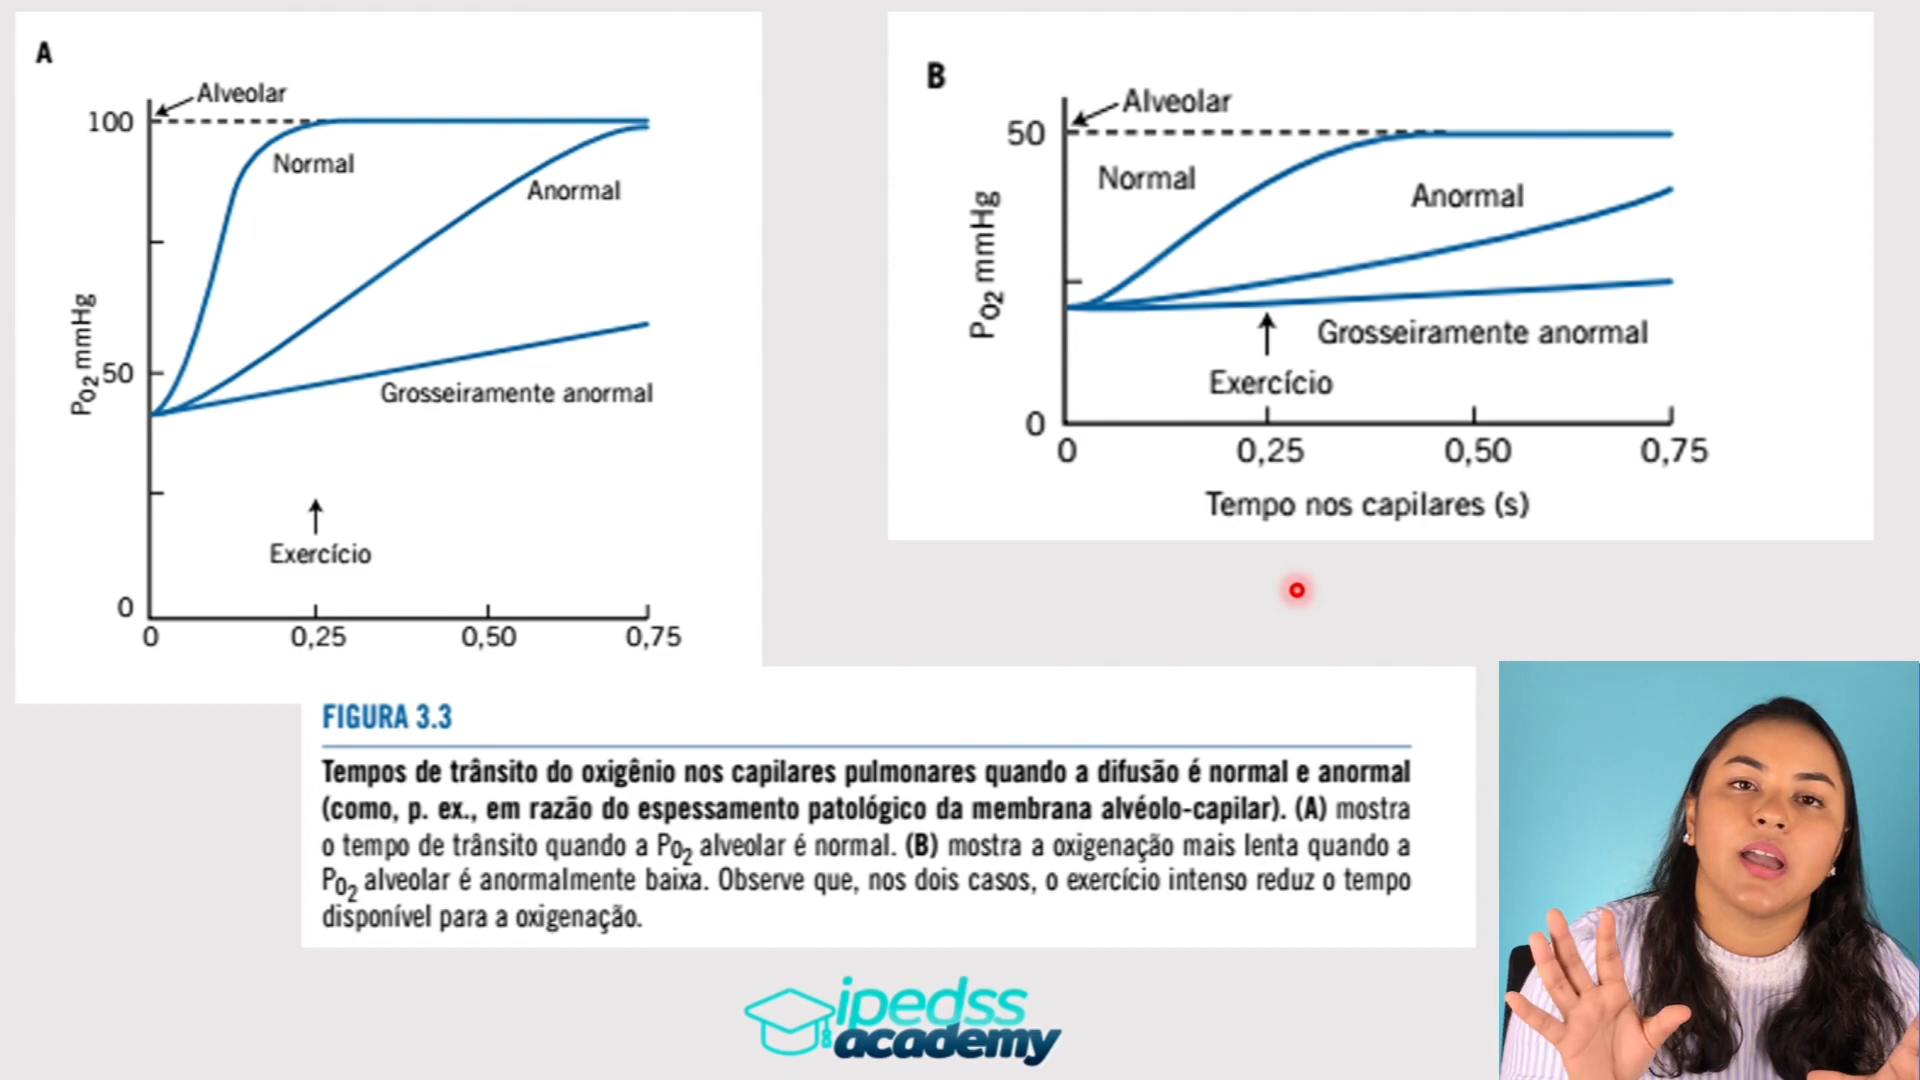 A
Alveolar
100
Normal
Anormal
Po2 mmHg
50
Grosseiramente anormal
Exercício
0
0 0,25 0,50 0,75
B
Alveolar
50
Normal
Anormal
Po2 mmHg
Grosseiramente anormal
Exercício
0
0 0,25 0,50 0,75
Tempo nos capilares (s)
FIGURA 3.3
Tempos de trânsito do oxigênio nos capilares pulmonares quando a difusão é normal e anormal
(como, p. ex., em razão do espessamento patológico da membrana alvéolo-capilar). (A) mostra
o tempo de trânsito quando a Po2 alveolar é normal. (B) mostra a oxigenação mais lenta quando a
Po2 alveolar é anormalmente baixa. Observe que, nos dois casos, o exercício intenso reduz o tempo
disponível para a oxigenação.
ipedss
academy